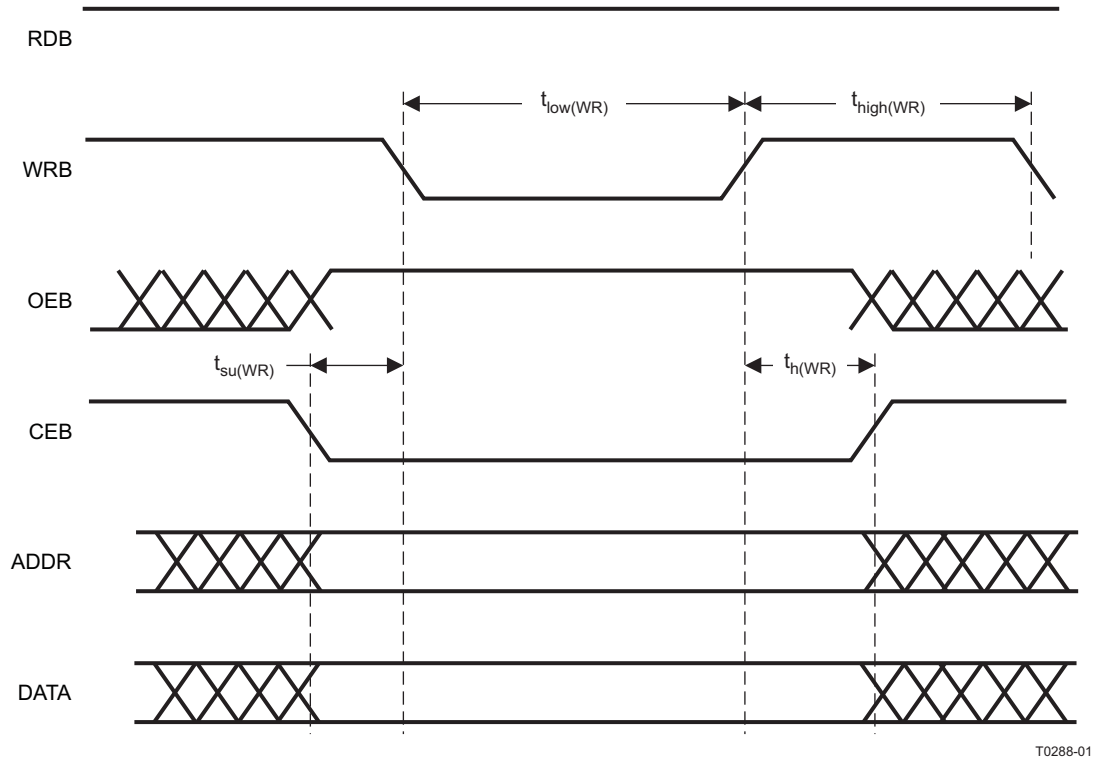 RDB
t_low(WR) t_high(WR)
WRB
OEB
t_su(WR) t_h(WR)
CEB
ADDR
DATA
T0288-01